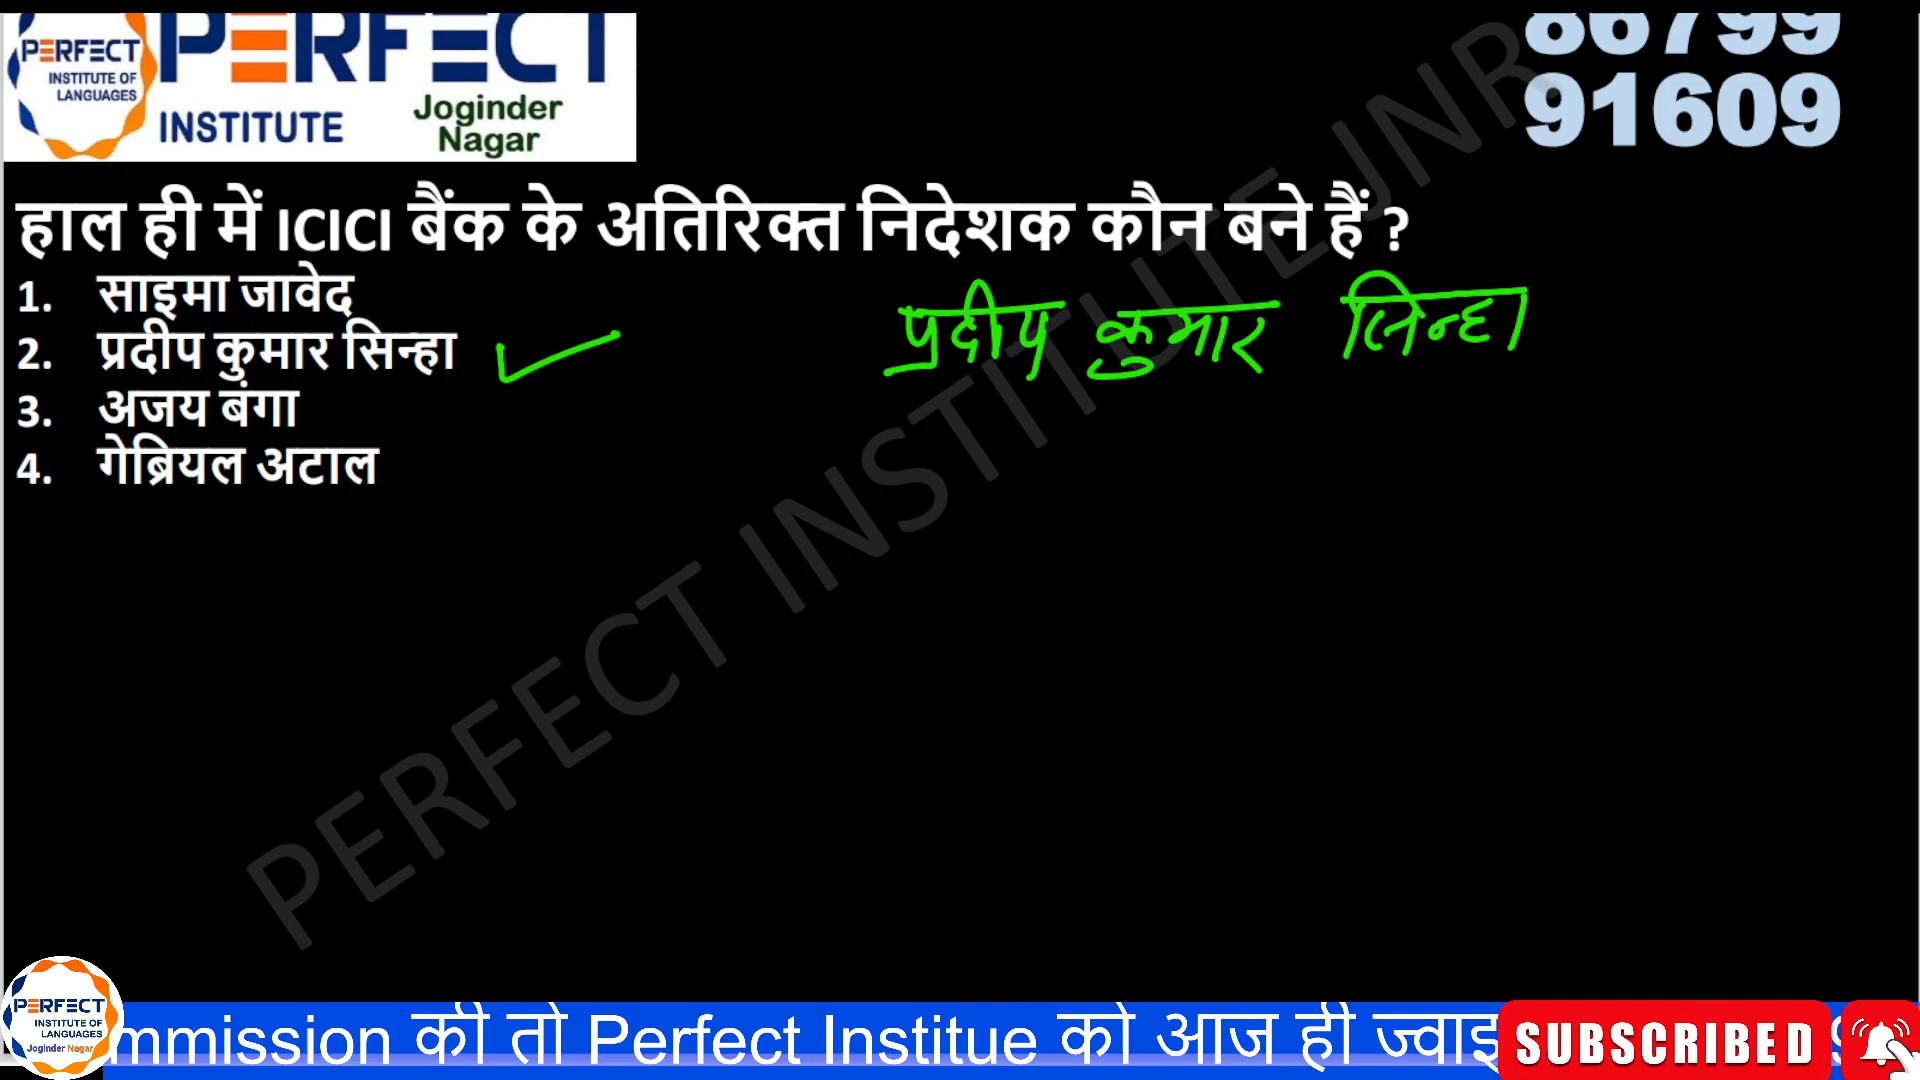 PERFECT
INSTITUTE OF
LANGUAGES
PERFECT
INSTITUTE
Joginder
Nagar
86799
91609
हाल ही में ICICI बैंक के अतिरिक्त निदेशक कौन बने हैं ?
1. साइमा जावेद
2. प्रदीप कुमार सिन्हा
3. अजय बंगा
4. गेब्रियल अटाल
प्रदीप कुमार सिन्हा
PERFECT INSTITUTE JNR
PERFECT
INSTITUTE OF
LANGUAGES
Joginder Nagar
mmission की तो Perfect Institue को आज ही ज्वाइ
SUBSCRIBED